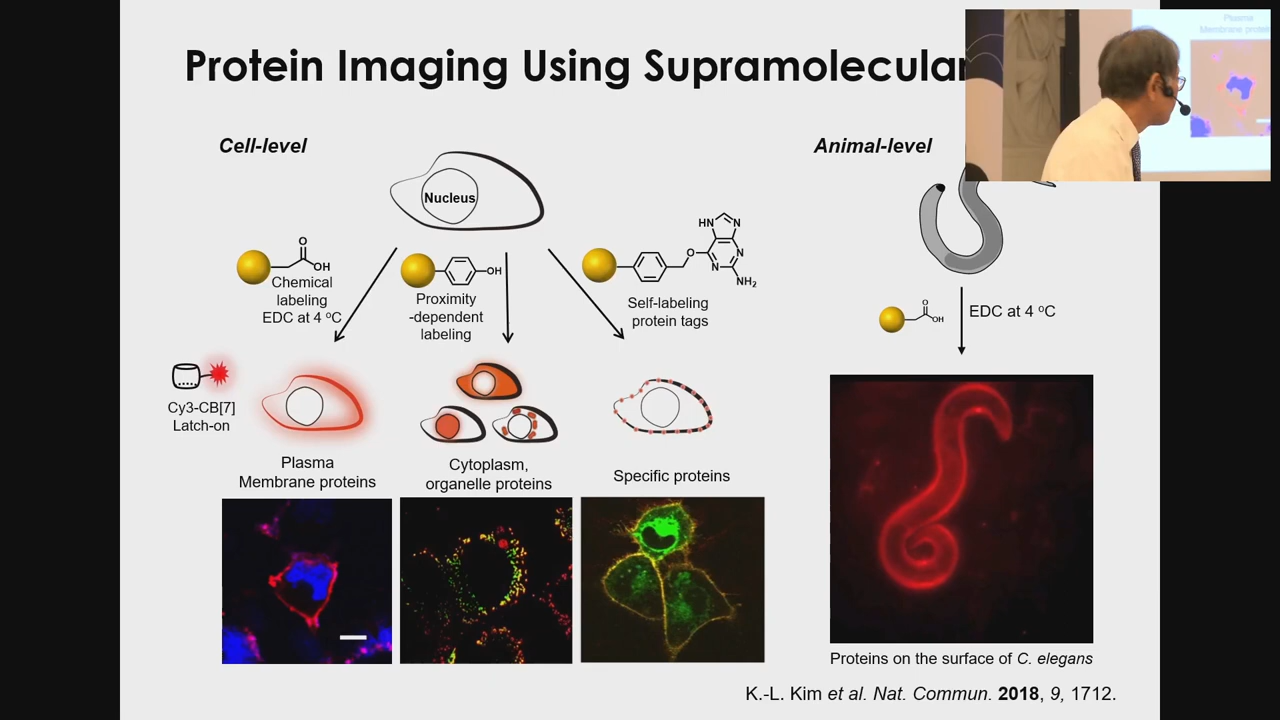 Protein Imaging Using Supramolecular
Cell-level
Animal-level
Nucleus
O
OH
Chemical
labeling
EDC at 4 ºC
OH
Proximity
-dependent
labeling
HN
N
O
N
N
NH2
Self-labeling
protein tags
O
OH
EDC at 4 ºC
Cy3-CB[7]
Latch-on
Plasma
Membrane proteins
Cytoplasm,
organelle proteins
Specific proteins
Proteins on the surface of C. elegans
K.-L. Kim et al. Nat. Commun. 2018, 9, 1712.
Plasma
Membrane protein